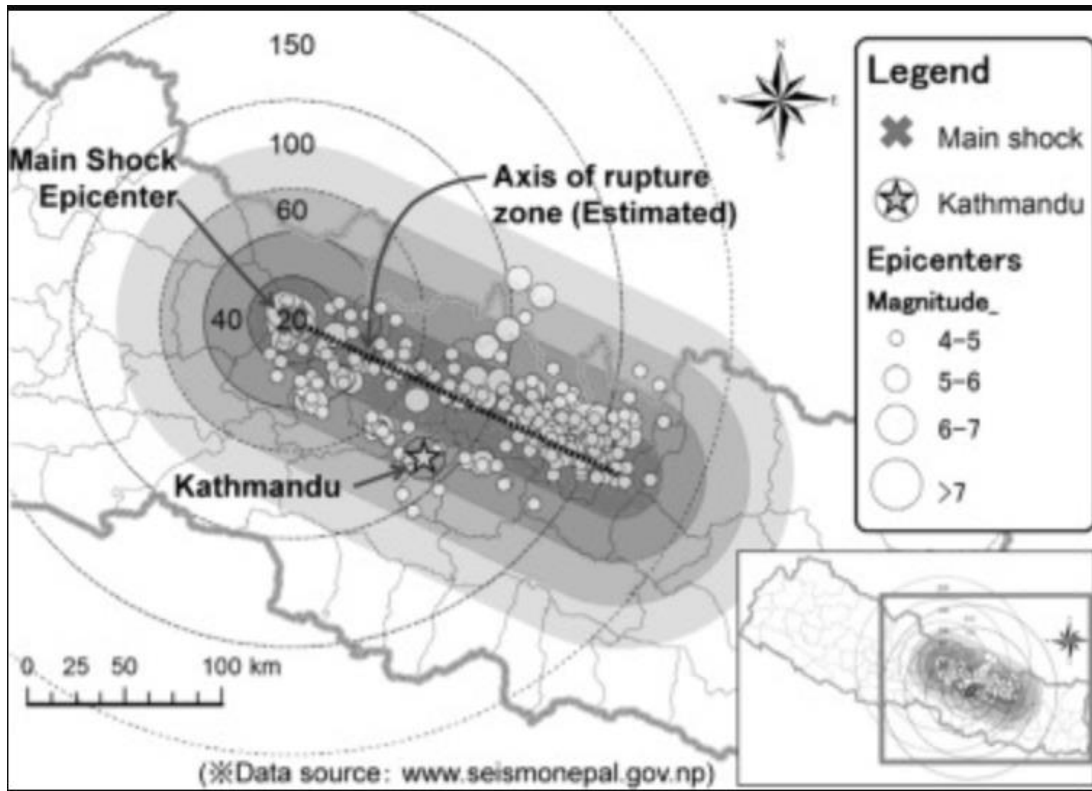 150
100
60
40
20
Main Shock
Epicenter
Axis of rupture
zone (Estimated)
Kathmandu
N
W
E
S
Legend
Main shock
Kathmandu
Epicenters
Magnitude_
4-5
5-6
6-7
>7
0 25 50 100 km
(※Data source: www.seismonepal.gov.np)